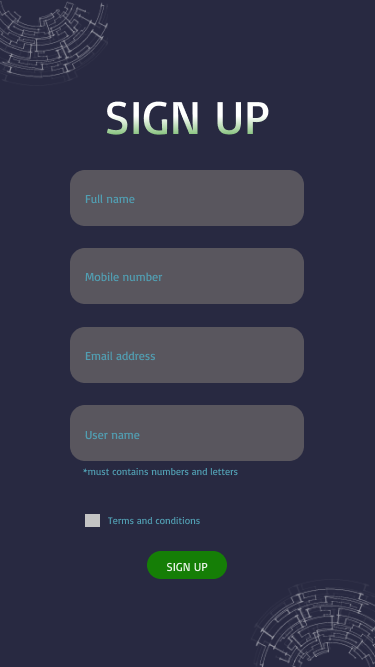 SIGN UP
Full name
Mobile number
Email address
User name
*must contains numbers and letters
Terms and conditions
SIGN UP